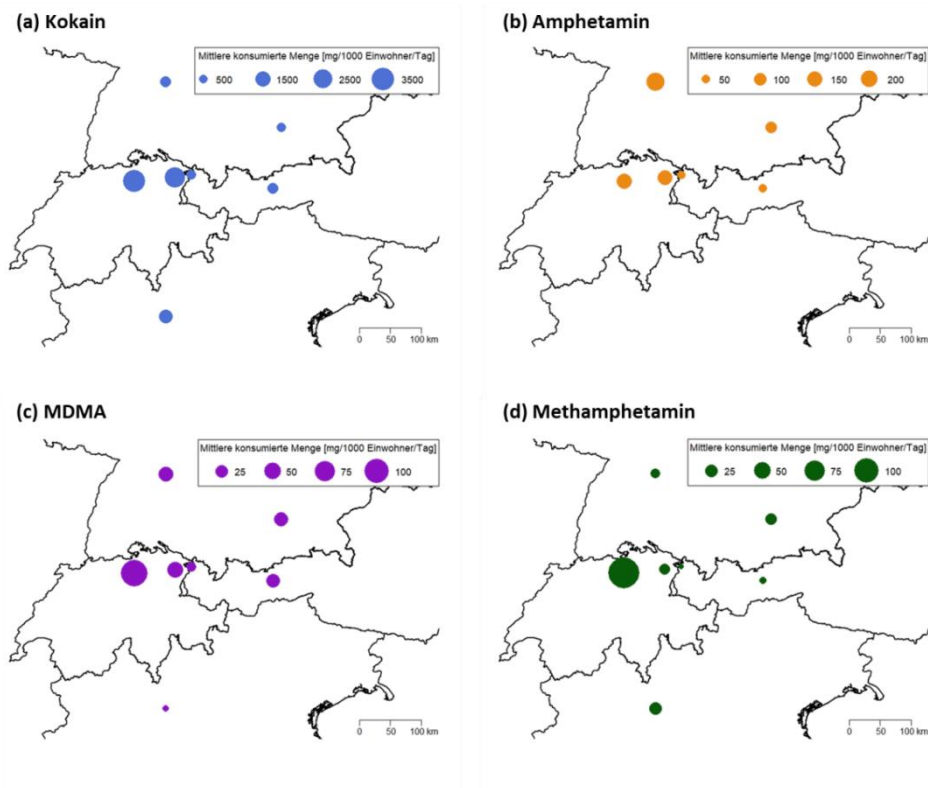 (a) Kokain
Mittlere konsumierte Menge [mg/1000 Einwohner/Tag]
500 1500 2500 3500
0 50 100 km
(b) Amphetamin
Mittlere konsumierte Menge [mg/1000 Einwohner/Tag]
50 100 150 200
0 50 100 km
(c) MDMA
Mittlere konsumierte Menge [mg/1000 Einwohner/Tag]
25 50 75 100
0 50 100 km
(d) Methamphetamin
Mittlere konsumierte Menge [mg/1000 Einwohner/Tag]
25 50 75 100
0 50 100 km